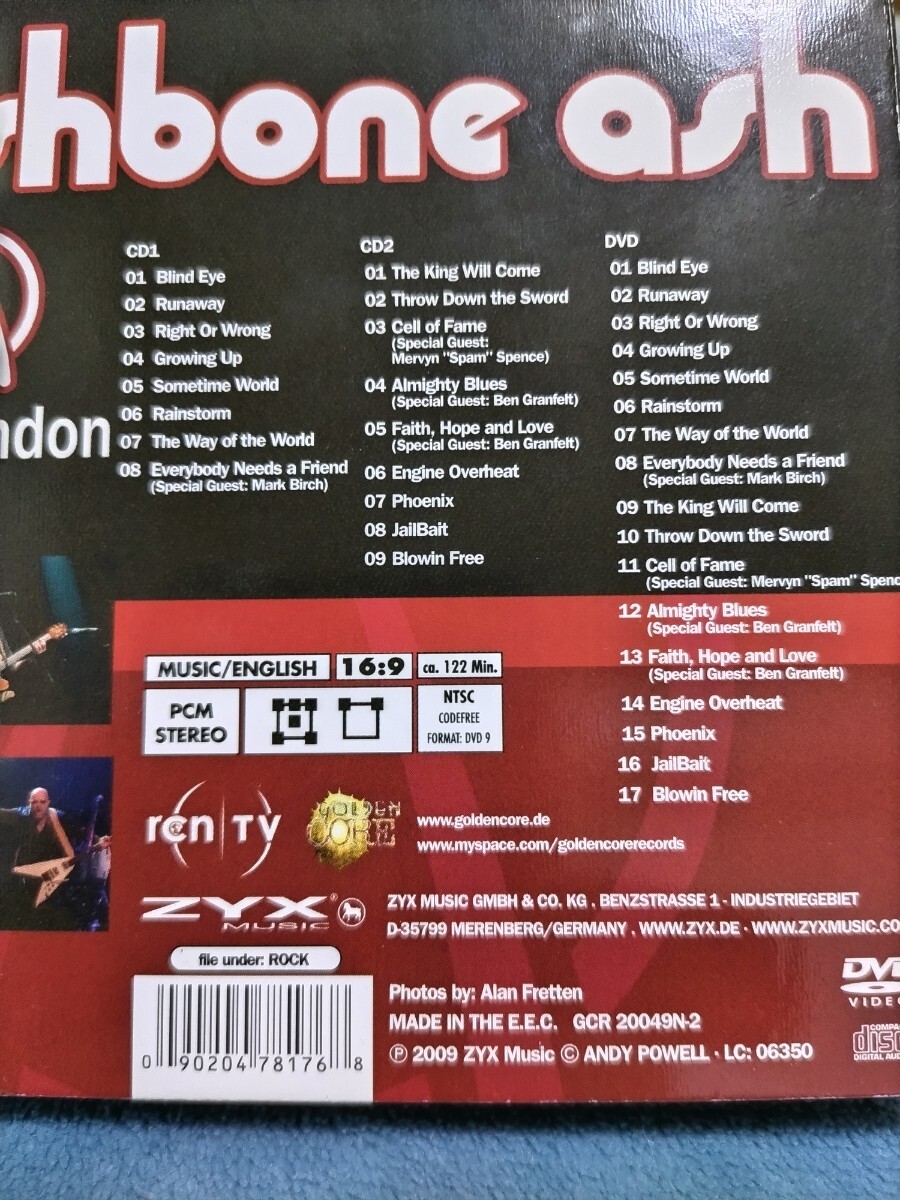 shbone ash
ndon
CD1
01 Blind Eye
02 Runaway
03 Right Or Wrong
04 Growing Up
05 Sometime World
06 Rainstorm
07 The Way of the World
08 Everybody Needs a Friend
(Special Guest: Mark Birch)
CD2
01 The King Will Come
02 Throw Down the Sword
03 Cell of Fame
(Special Guest:
Mervyn "Spam" Spence)
04 Almighty Blues
(Special Guest: Ben Granfelt)
05 Faith, Hope and Love
(Special Guest: Ben Granfelt)
06 Engine Overheat
07 Phoenix
08 JailBait
09 Blowin Free
DVD
01 Blind Eye
02 Runaway
03 Right Or Wrong
04 Growing Up
05 Sometime World
06 Rainstorm
07 The Way of the World
08 Everybody Needs a Friend
(Special Guest: Mark Birch)
09 The King Will Come
10 Throw Down the Sword
11 Cell of Fame
(Special Guest: Mervyn "Spam" Spenc
12 Almighty Blues
(Special Guest: Ben Granfelt)
13 Faith, Hope and Love
(Special Guest: Ben Granfelt)
14 Engine Overheat
15 Phoenix
16 JailBait
17 Blowin Free
MUSIC/ENGLISH 16:9 ca. 122 Min.
PCM
STEREO
NTSC
CODEFREE
FORMAT: DVD 9
ren TV
GOLDEN
CORE
www.goldencore.de
www.myspace.com/goldencorerecords
ZYX
MUSIC
ZYX MUSIC GMBH & CO. KG . BENZSTRASSE 1 - INDUSTRIEGEBIET
D-35799 MERENBERG/GERMANY . WWW.ZYX.DE · WWW.ZYXMUSIC.CO
file under: ROCK
0 90204 78176 8
Photos by: Alan Fretten
MADE IN THE E.E.C. GCR 20049N-2
℗ 2009 ZYX Music © ANDY POWELL · LC: 06350
DVD
VIDEO
COMPAC
disc
DIGITAL AUD